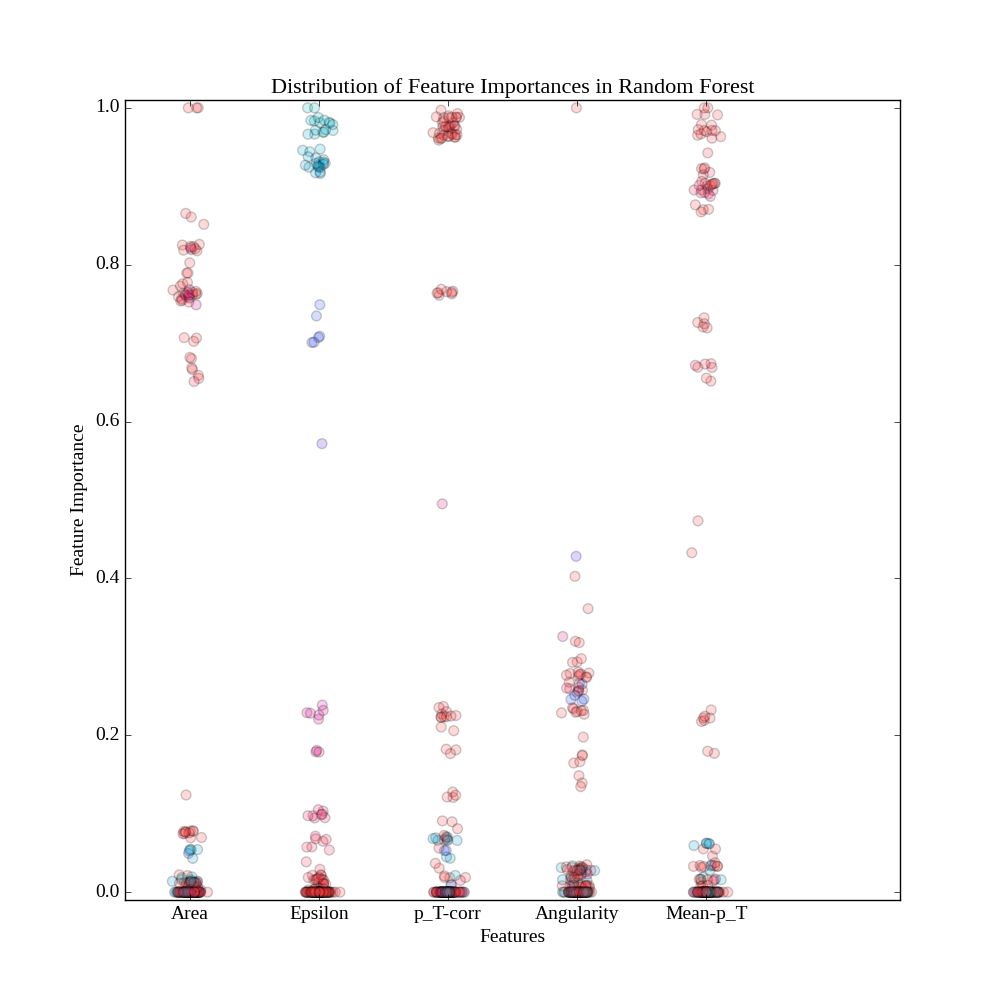 Distribution of Feature Importances in Random Forest
1.0
0.8
0.6
0.4
0.2
0.0
Feature Importance
Area Epsilon p_T-corr Angularity Mean-p_T
Features